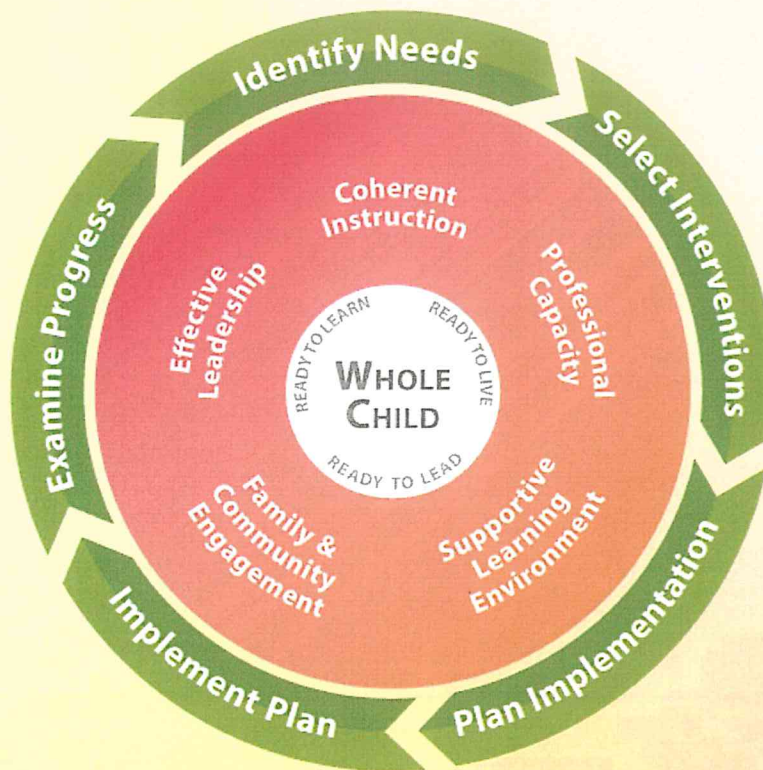 Identify Needs
Select Interventions
Plan Implementation
Implement Plan
Examine Progress
Coherent
Instruction
Professional
Capacity
Supportive
Learning
Environment
Family &
Community
Engagement
Effective
Leadership
READY TO LEARN
READY TO LIVE
WHOLE
CHILD
READY TO LEAD